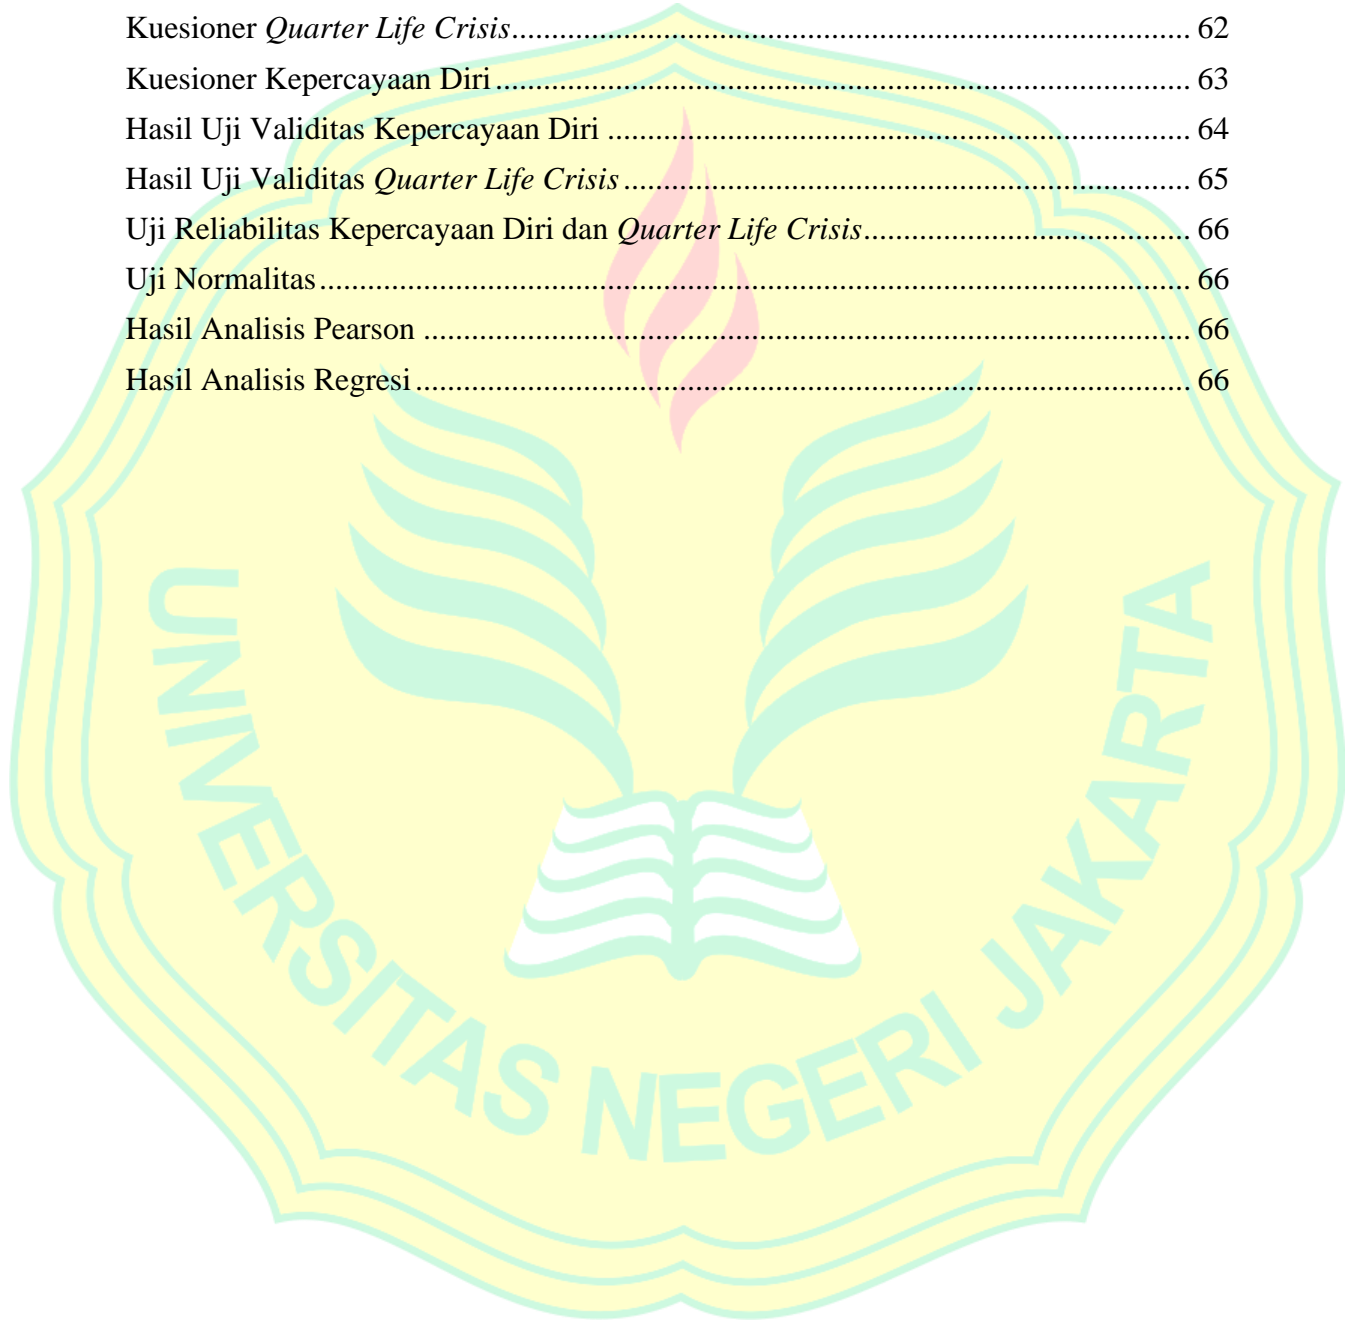 Kuesioner Quarter Life Crisis.................................................................................... 62
Kuesioner Kepercayaan Diri...................................................................................... 63
Hasil Uji Validitas Kepercayaan Diri ........................................................................ 64
Hasil Uji Validitas Quarter Life Crisis...................................................................... 65
Uji Reliabilitas Kepercayaan Diri dan Quarter Life Crisis........................................ 66
Uji Normalitas............................................................................................................ 66
Hasil Analisis Pearson ............................................................................................... 66
Hasil Analisis Regresi................................................................................................ 66
UNIVERSITAS NEGERI JAKARTA